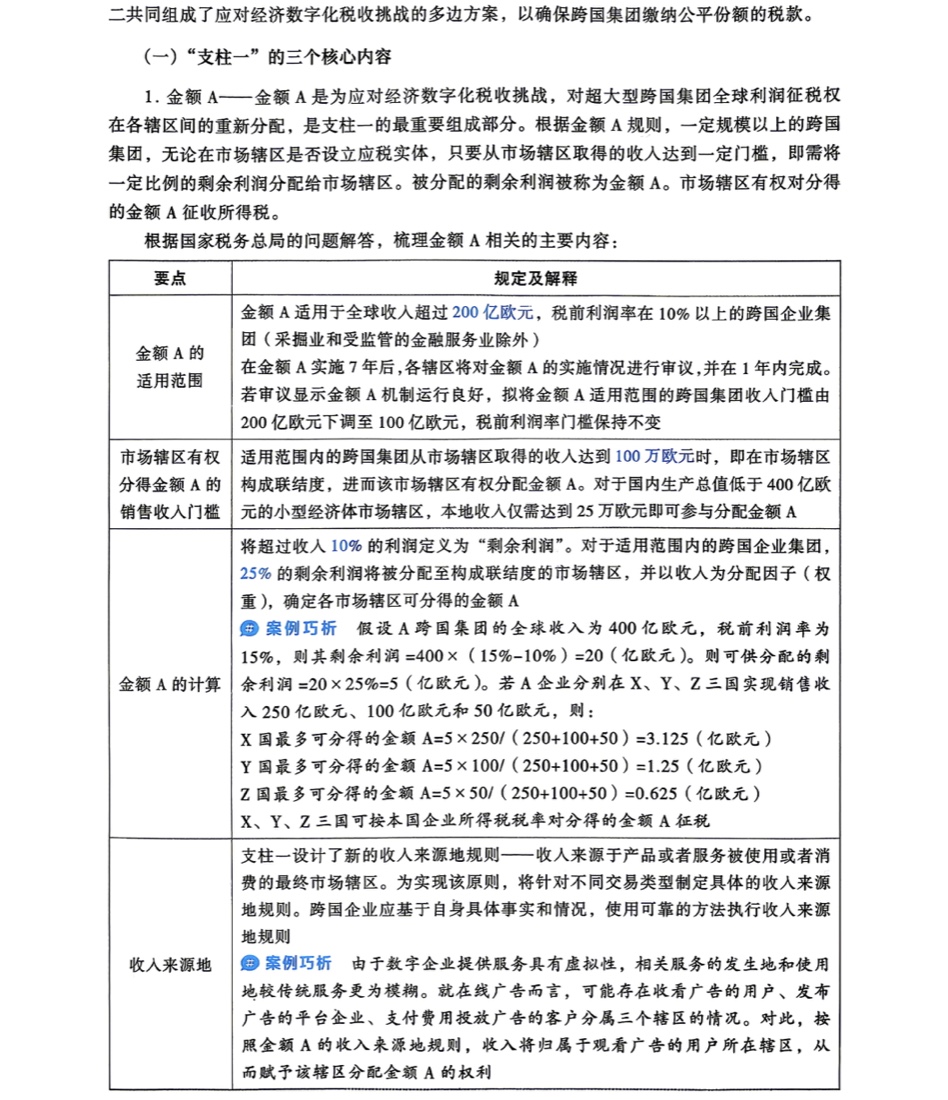 二共同组成了应对经济数字化税收挑战的多边方案，以确保跨国集团缴纳公平份额的税款。
（一）“支柱一”的三个核心内容
1. 金额 A——金额 A 是为应对经济数字化税收挑战，对超大型跨国集团全球利润征税权
在各辖区间的重新分配，是支柱一的最重要组成部分。根据金额 A 规则，一定规模以上的跨国
集团，无论在市场辖区是否设立应税实体，只要从市场辖区取得的收入达到一定门槛，即需将
一定比例的剩余利润分配给市场辖区。被分配的剩余利润被称为金额 A。市场辖区有权对分得
的金额 A 征收所得税。
根据国家税务总局的问题解答，梳理金额 A 相关的主要内容：
要点
规定及解释
金额 A 的
适用范围
金额 A 适用于全球收入超过 200 亿欧元，税前利润率在 10% 以上的跨国企业集
团（采掘业和受监管的金融服务业除外）
在金额 A 实施 7 年后，各辖区将对金额 A 的实施情况进行审议，并在 1 年内完成。
若审议显示金额 A 机制运行良好，拟将金额 A 适用范围的跨国集团收入门槛由
200 亿欧元下调至 100 亿欧元，税前利润率门槛保持不变
市场辖区有权
分得金额 A 的
销售收入门槛
适用范围内的跨国集团从市场辖区取得的收入达到 100 万欧元时，即在市场辖区
构成联结度，进而该市场辖区有权分配金额 A。对于国内生产总值低于 400 亿欧
元的小型经济体市场辖区，本地收入仅需达到 25 万欧元即可参与分配金额 A
金额 A 的计算
将超过收入 10% 的利润定义为“剩余利润”。对于适用范围内的跨国企业集团，
25% 的剩余利润将被分配至构成联结度的市场辖区，并以收入为分配因子（权
重），确定各市场辖区可分得的金额 A
案例巧析 假设 A 跨国集团的全球收入为 400 亿欧元，税前利润率为
15%，则其剩余利润 =400×（15%-10%）=20（亿欧元）。则可供分配的剩
余利润 =20×25%=5（亿欧元）。若 A 企业分别在 X、Y、Z 三国实现销售收
入 250 亿欧元、100 亿欧元和 50 亿欧元，则：
X 国最多可分得的金额 A=5×250/（250+100+50）=3.125（亿欧元）
Y 国最多可分得的金额 A=5×100/（250+100+50）=1.25（亿欧元）
Z 国最多可分得的金额 A=5×50/（250+100+50）=0.625（亿欧元）
X、Y、Z 三国可按本国企业所得税税率对分得的金额 A 征税
收入来源地
支柱一设计了新的收入来源地规则——收入来源于产品或者服务被使用或者消
费的最终市场辖区。为实现该原则，将针对不同交易类型制定具体的收入来源
地规则。跨国企业应基于自身具体事实和情况，使用可靠的方法执行收入来源
地规则
案例巧析 由于数字企业提供服务具有虚拟性，相关服务的发生地和使用
地较传统服务更为模糊。就在线广告而言，可能存在收看广告的用户、发布
广告的平台企业、支付费用投放广告的客户分属三个辖区的情况。对此，按
照金额 A 的收入来源地规则，收入将归属于观看广告的用户所在辖区，从
而赋予该辖区分配金额 A 的权利